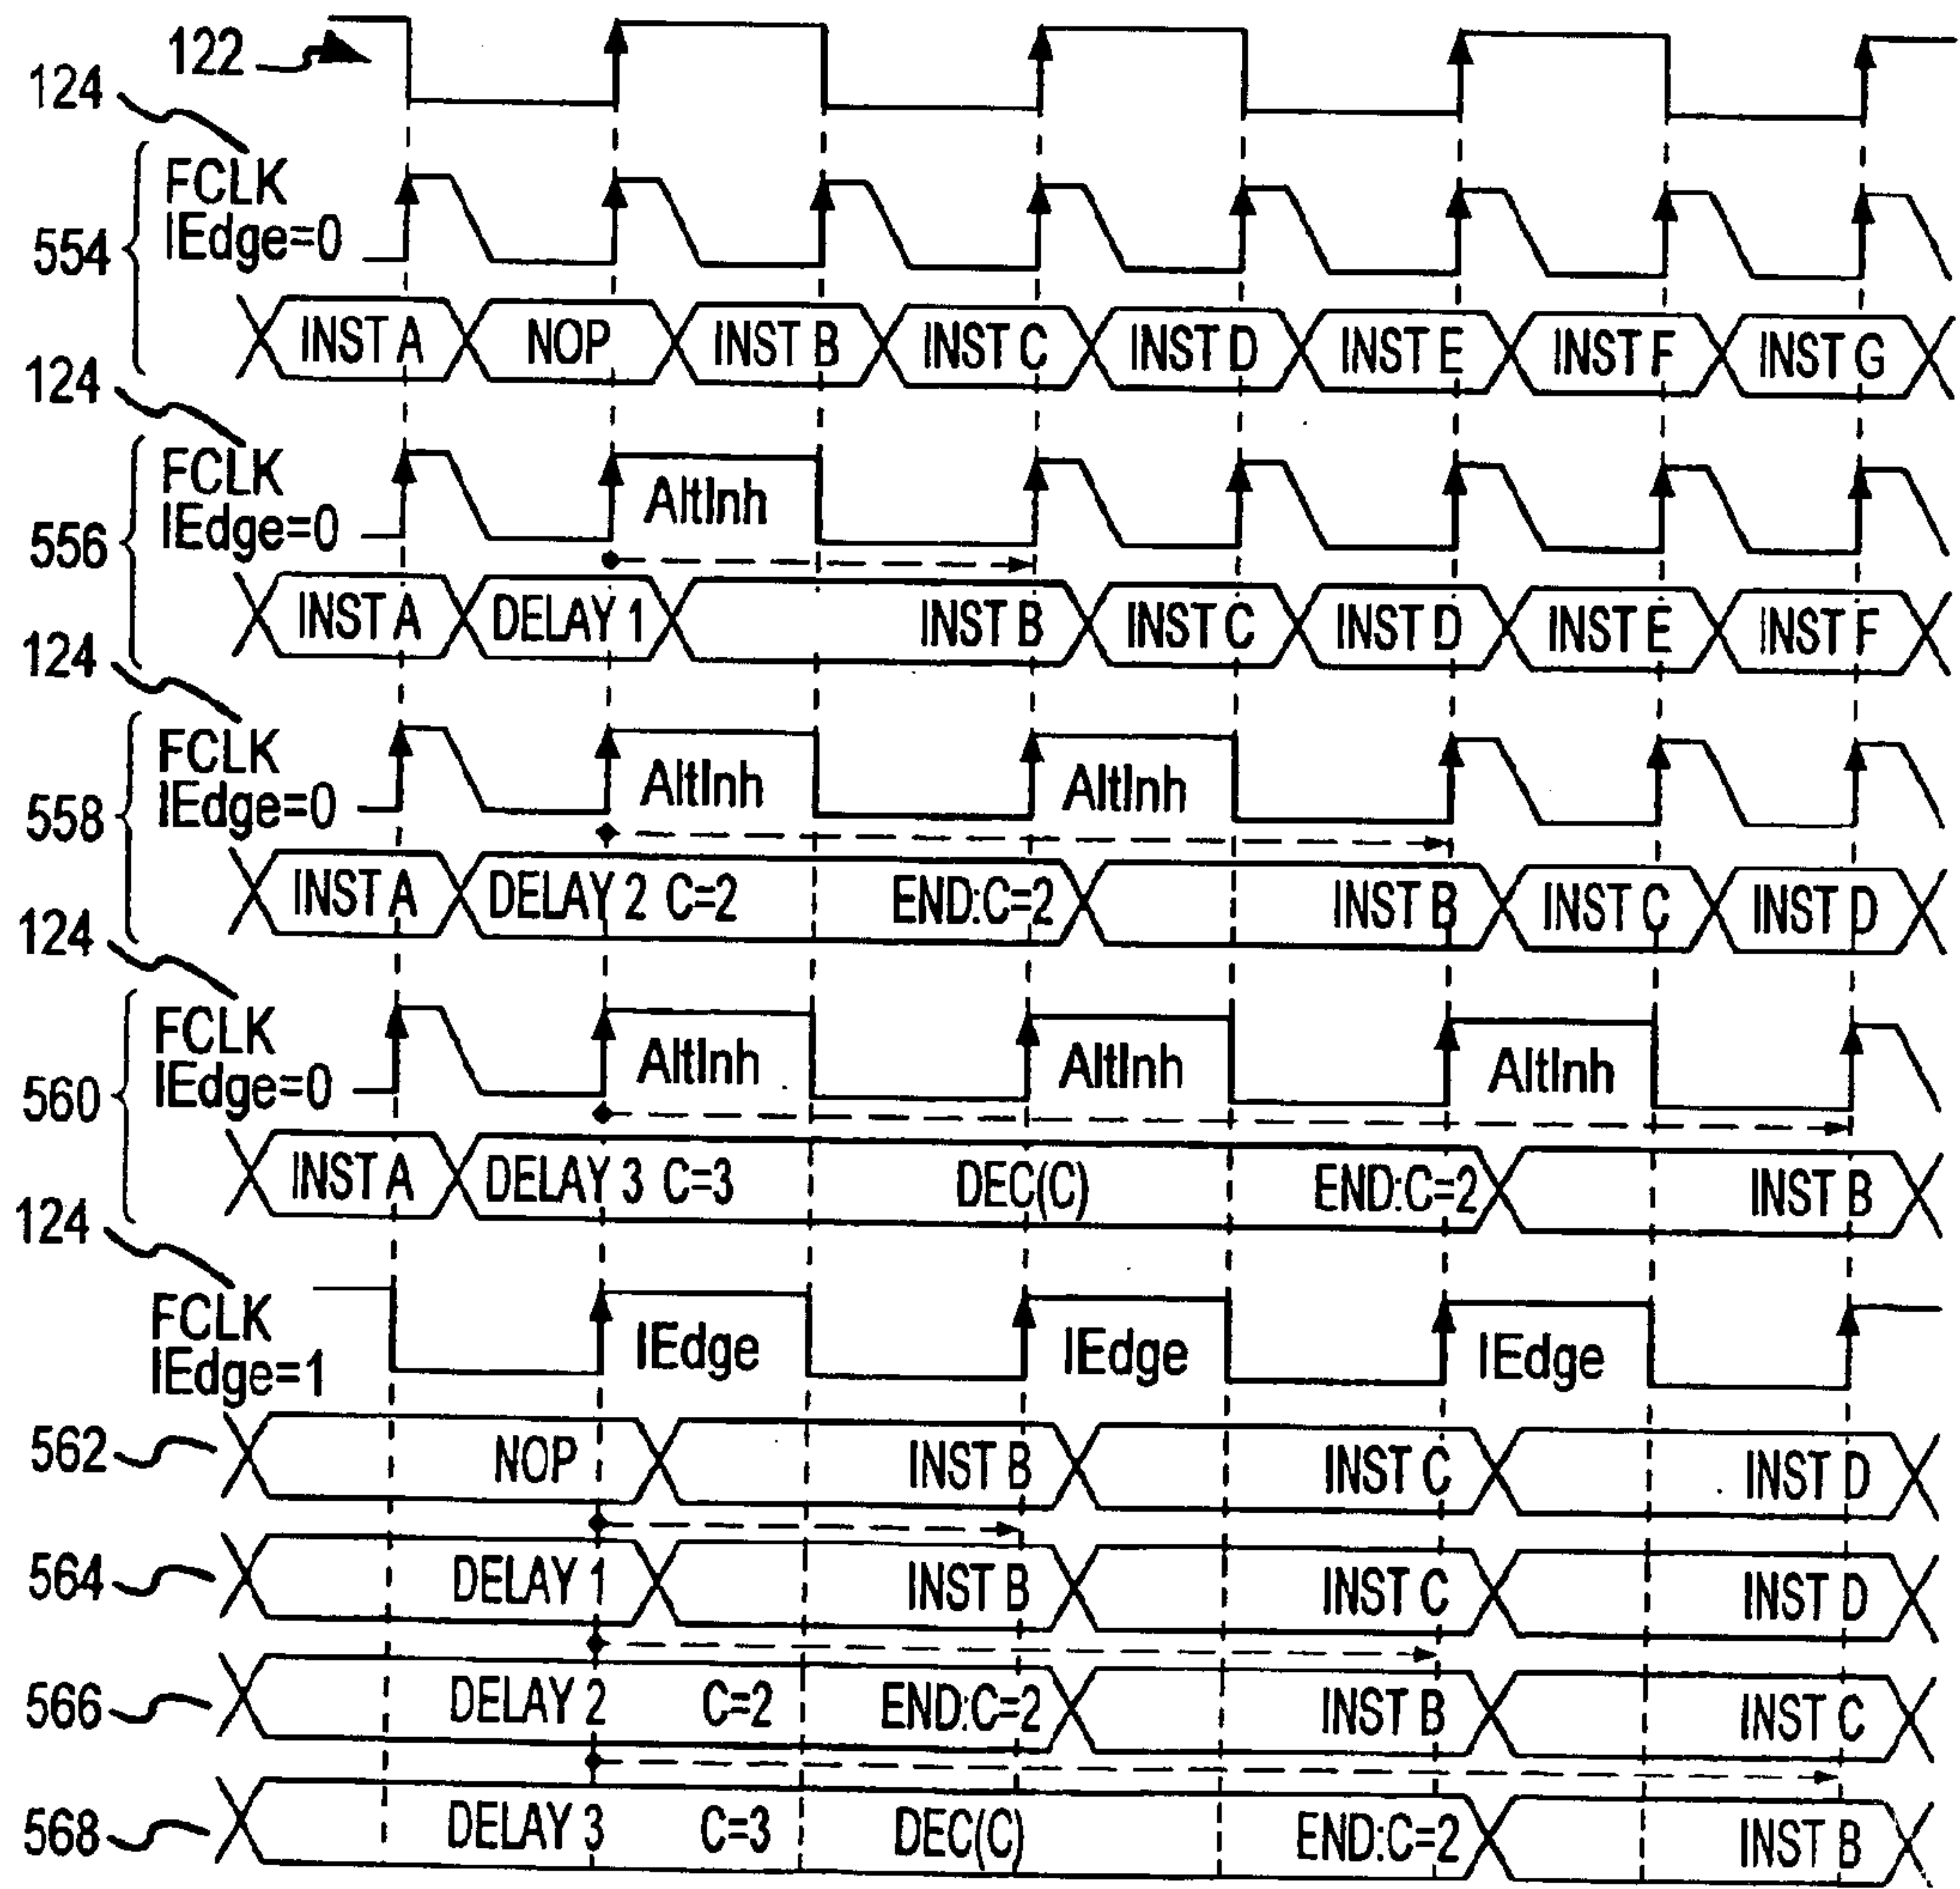 122
124
FCLK
IEdge=0
554
INST A NOP INST B INST C INST D INST E INST F INST G
124
FCLK
IEdge=0
AltInh
556
INST A DELAY 1 INST B INST C INST D INST E INST F
124
FCLK
IEdge=0
AltInh AltInh
558
INST A DELAY 2 C=2 END:C=2 INST B INST C INST D
124
FCLK
IEdge=0
AltInh AltInh AltInh
560
INST A DELAY 3 C=3 DEC(C) END:C=2 INST B
124
FCLK
IEdge=1
IEdge IEdge IEdge
562 NOP INST B INST C INST D
564 DELAY 1 INST B INST C INST D
566 DELAY 2 C=2 END:C=2 INST B INST C
568 DELAY 3 C=3 DEC(C) END:C=2 INST B